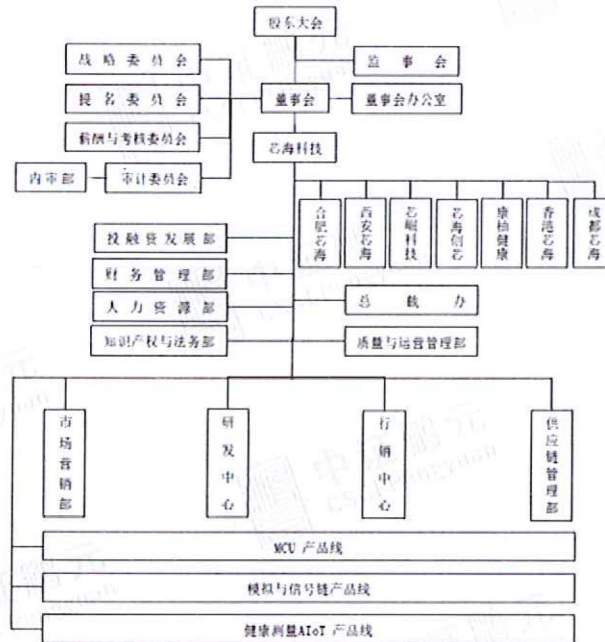 股东大会
战略委员会
监事会
提名委员会
董事会
董事会办公室
薪酬与考核委员会
芯海科技
内审部
审计委员会
合肥芯海
西安芯海
芯崛科技
芯海创芯
康柚健康
香港芯海
成都芯海
投融资发展部
财务管理部
人力资源部
总裁办
知识产权与法务部
质量与运营管理部
市场营销部
研发中心
行销中心
供应链管理部
MCU 产品线
模拟与信号链产品线
健康测量AIoT 产品线